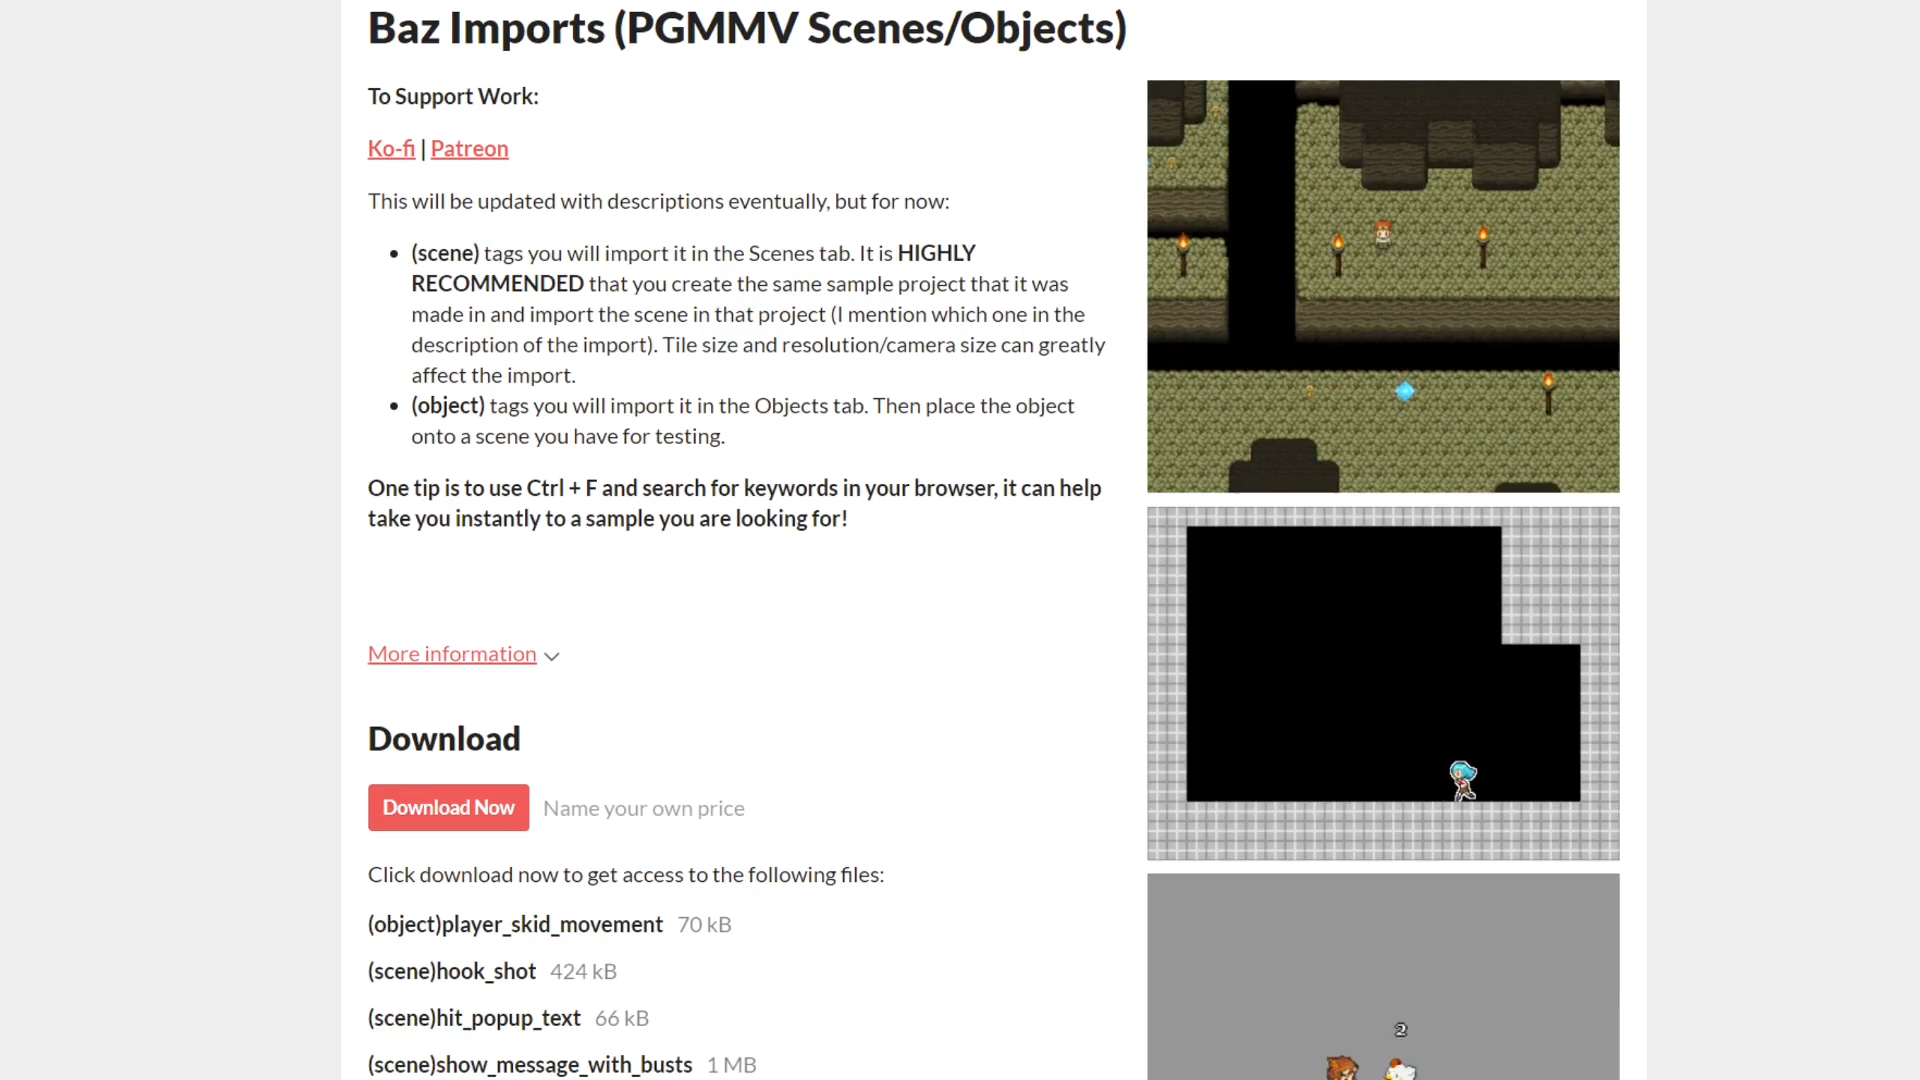 Baz Imports (PGMMV Scenes/Objects)
To Support Work:
Ko-fi | Patreon
This will be updated with descriptions eventually, but for now:
• (scene) tags you will import it in the Scenes tab. It is HIGHLY
RECOMMENDED that you create the same sample project that it was
made in and import the scene in that project (I mention which one in the
description of the import). Tile size and resolution/camera size can greatly
affect the import.
• (object) tags you will import it in the Objects tab. Then place the object
onto a scene you have for testing.
One tip is to use Ctrl + F and search for keywords in your browser, it can help
take you instantly to a sample you are looking for!
More information
Download
Download Now Name your own price
Click download now to get access to the following files:
(object)player_skid_movement 70 kB
(scene)hook_shot 424 kB
(scene)hit_popup_text 66 kB
(scene)show_message_with_busts 1 MB
2